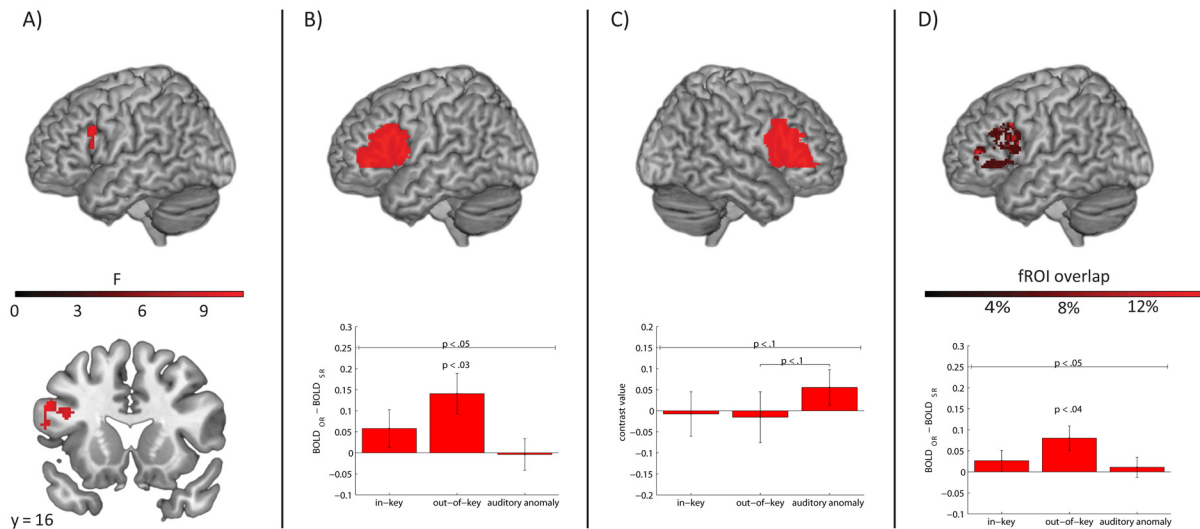 A)
F
0 3 6 9
y = 16
B)
0.3
0.25
0.2
0.15
0.1
0.05
0
−0.05
−0.1
BOLD OR − BOLD SR
p < .05
p < .03
in−key out−of−key auditory anomaly
C)
0.2
0.15
0.1
0.05
0
−0.05
−0.1
−0.15
−0.2
contrast value
p < .1
p < .1
in−key out−of−key auditory anomaly
D)
fROI overlap
4% 8% 12%
0.3
0.25
0.2
0.15
0.1
0.05
0
−0.05
−0.1
BOLD OR − BOLD SR
p < .05
p < .04
in−key out−of−key auditory anomaly